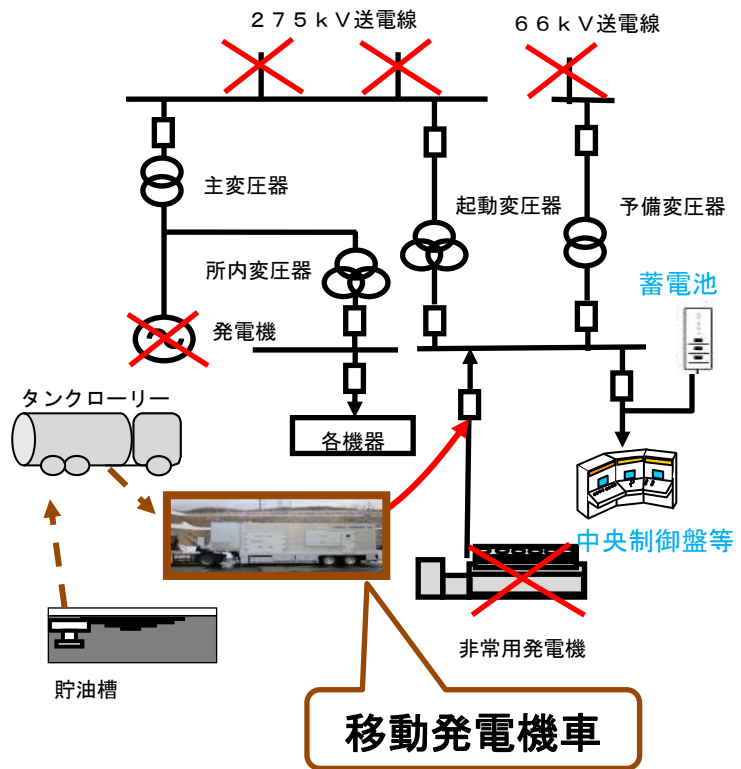 ２７５ｋＶ送電線
６６ｋＶ送電線
主変圧器
起動変圧器
予備変圧器
所内変圧器
蓄電池
発電機
タンクローリー
各機器
中央制御盤等
非常用発電機
貯油槽
移動発電機車